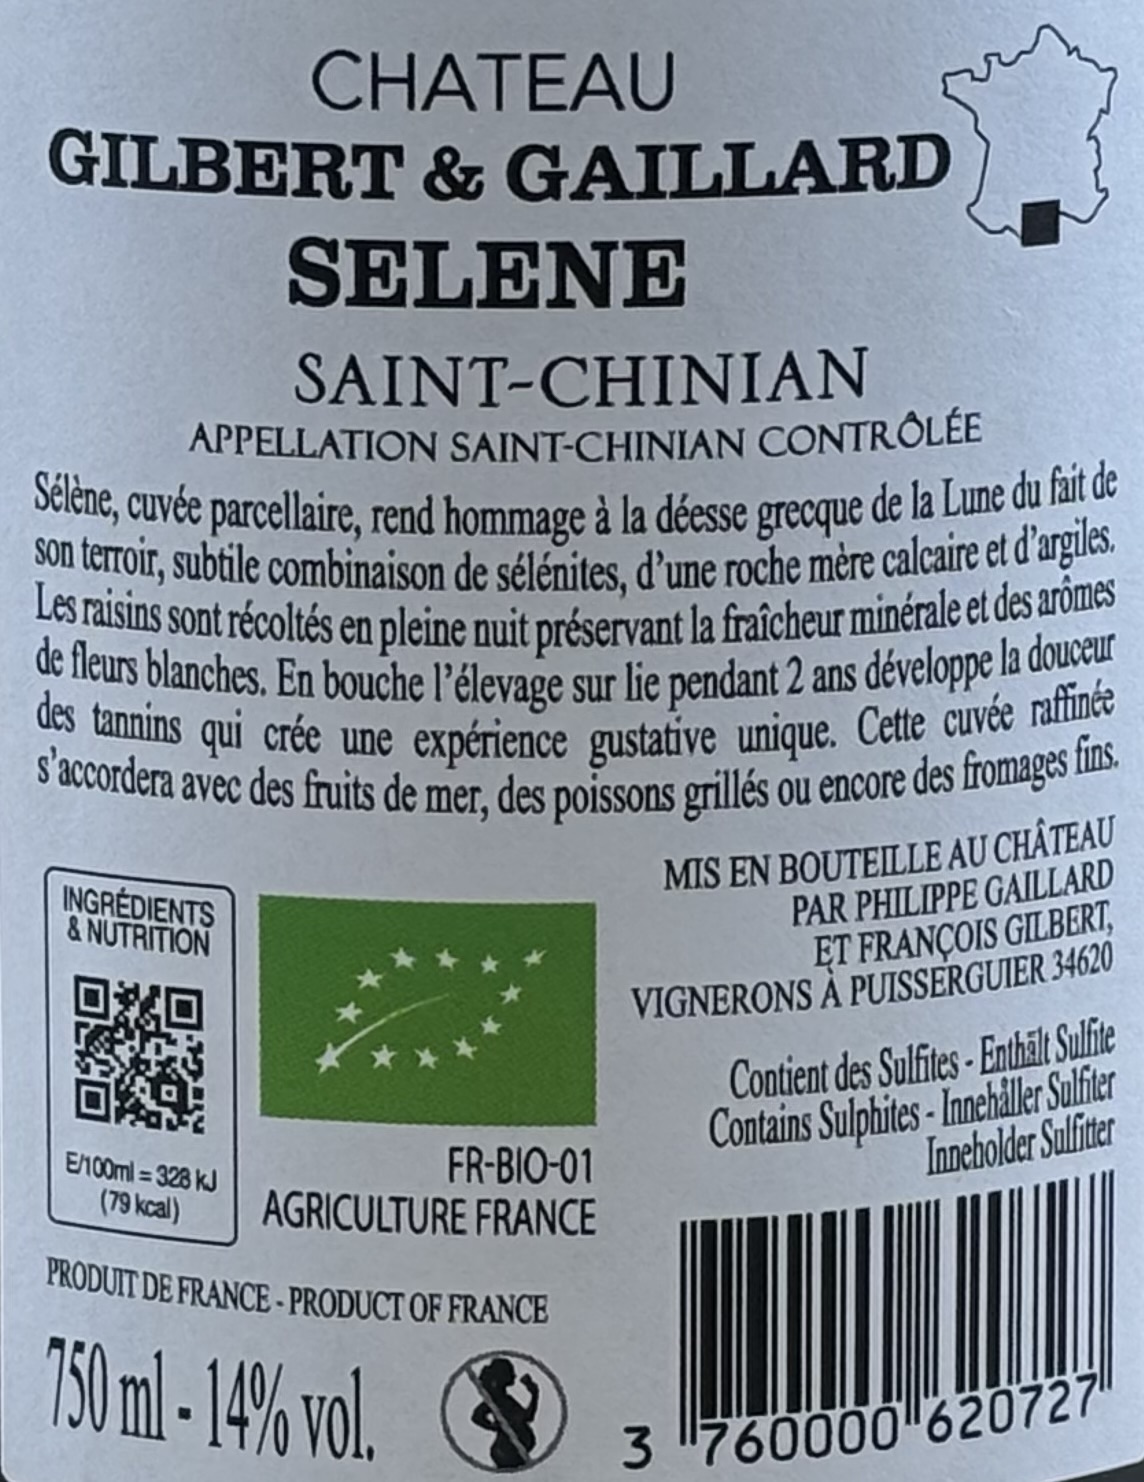 CHATEAU
GILBERT & GAILLARD
SELENE
SAINT-CHINIAN
APPELLATION SAINT-CHINIAN CONTRÔLÉE
Sélène, cuvée parcellaire, rend hommage à la déesse grecque de la Lune du fait de
son terroir, subtile combinaison de sélénites, d'une roche mère calcaire et d'argiles.
Les raisins sont récoltés en pleine nuit préservant la fraîcheur minérale et des arômes
de fleurs blanches. En bouche l'élevage sur lie pendant 2 ans développe la douceur
des tannins qui crée une expérience gustative unique. Cette cuvée raffinée
s'accordera avec des fruits de mer, des poissons grillés ou encore des fromages fins.
MIS EN BOUTEILLE AU CHÂTEAU
PAR PHILIPPE GAILLARD
ET FRANÇOIS GILBERT,
VIGNERONS À PUISSERGUIER 34620
INGRÉDIENTS
& NUTRITION
E/100ml = 328 kJ
(79 kcal)
FR-BIO-01
AGRICULTURE FRANCE
Contient des Sulfites - Enthält Sulfite
Contains Sulphites - Innehåller Sulfiter
Inneholder Sulfitter
PRODUIT DE FRANCE - PRODUCT OF FRANCE
750 ml - 14% vol.
3 760000 620727